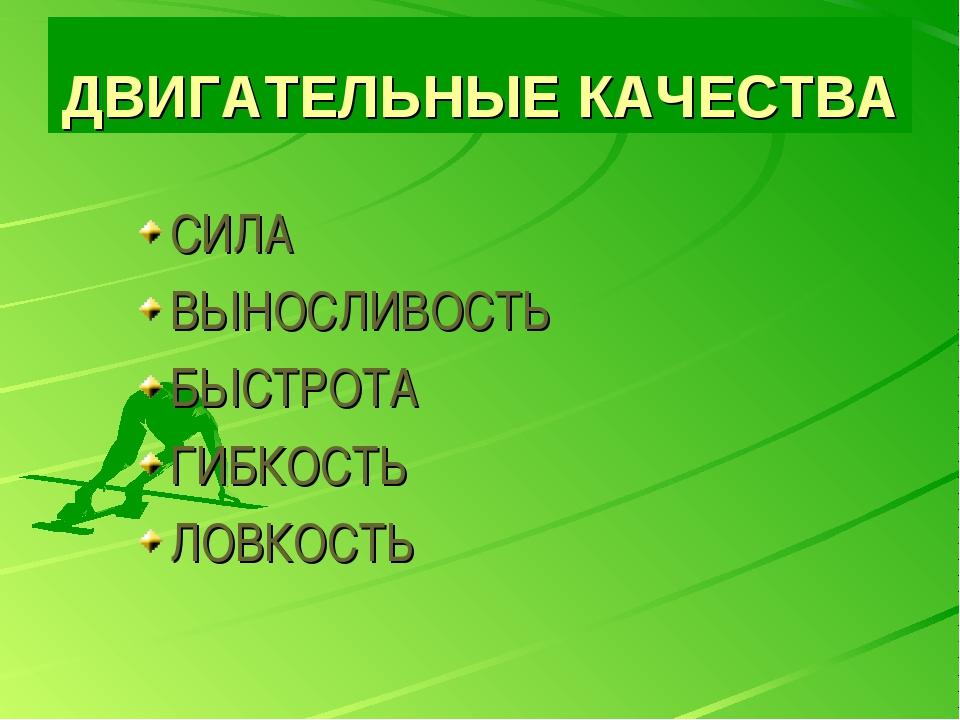 ДВИГАТЕЛЬНЫЕ КАЧЕСТВА
СИЛА
ВЫНОСЛИВОСТЬ
БЫСТРОТА
ГИБКОСТЬ
ЛОВКОСТЬ